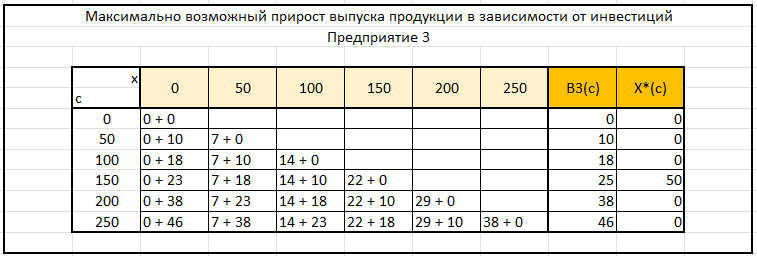 Максимально возможный прирост выпуска продукции в зависимости от инвестиций
Предприятие 3
x
c 0 50 100 150 200 250 B3(c) X*(c)
0 0 + 0 0 0
50 0 + 10 7 + 0 10 0
100 0 + 18 7 + 10 14 + 0 18 0
150 0 + 23 7 + 18 14 + 10 22 + 0 25 50
200 0 + 38 7 + 23 14 + 18 22 + 10 29 + 0 38 0
250 0 + 46 7 + 38 14 + 23 22 + 18 29 + 10 38 + 0 46 0